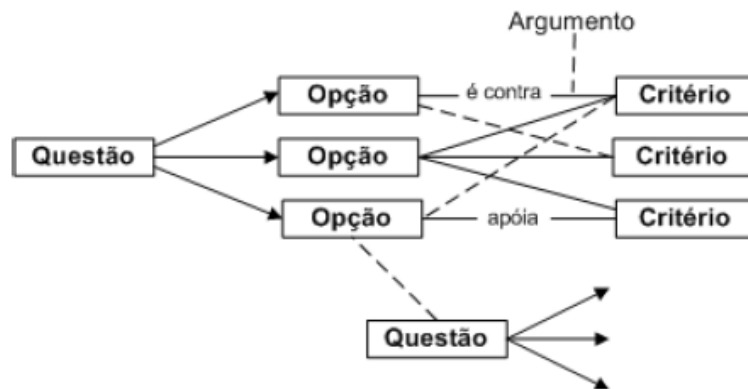 Argumento
Opção é contra Critério
Questão Opção Critério
Opção apóia Critério
Questão